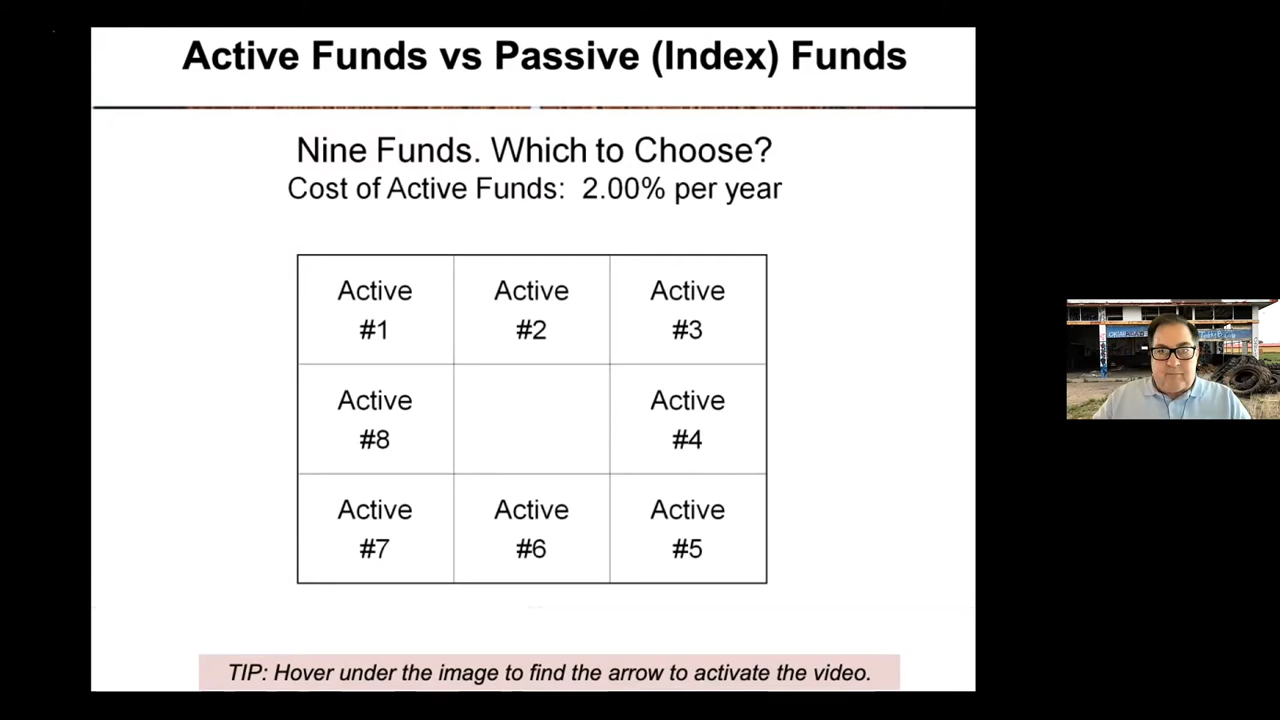 Active Funds vs Passive (Index) Funds
Nine Funds. Which to Choose?
Cost of Active Funds: 2.00% per year
Active
#1
Active
#2
Active
#3
Active
#8
Active
#4
Active
#7
Active
#6
Active
#5
TIP: Hover under the image to find the arrow to activate the video.